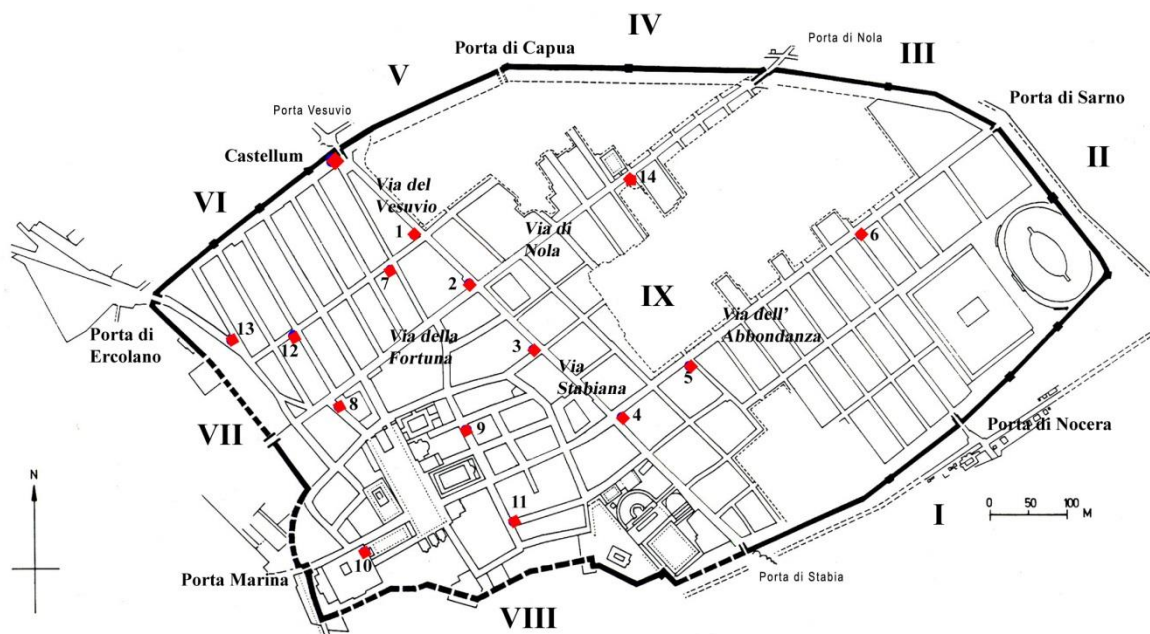 IV
Porta di Capua
Porta di Nola
III
V
Porta Vesuvio
Porta di Sarno
II
Castellum
VI
Via del
Vesuvio
14
1
Via di
Nola
6
7
2
IX
Porta di
Ercolano
13
12
Via della
Fortuna
3
Via dell'
Abbondanza
Via
Stabiana
5
8
4
VII
9
Porta di Nocera
N
11
I
0 50 100
M
10
Porta Marina
Porta di Stabia
VIII